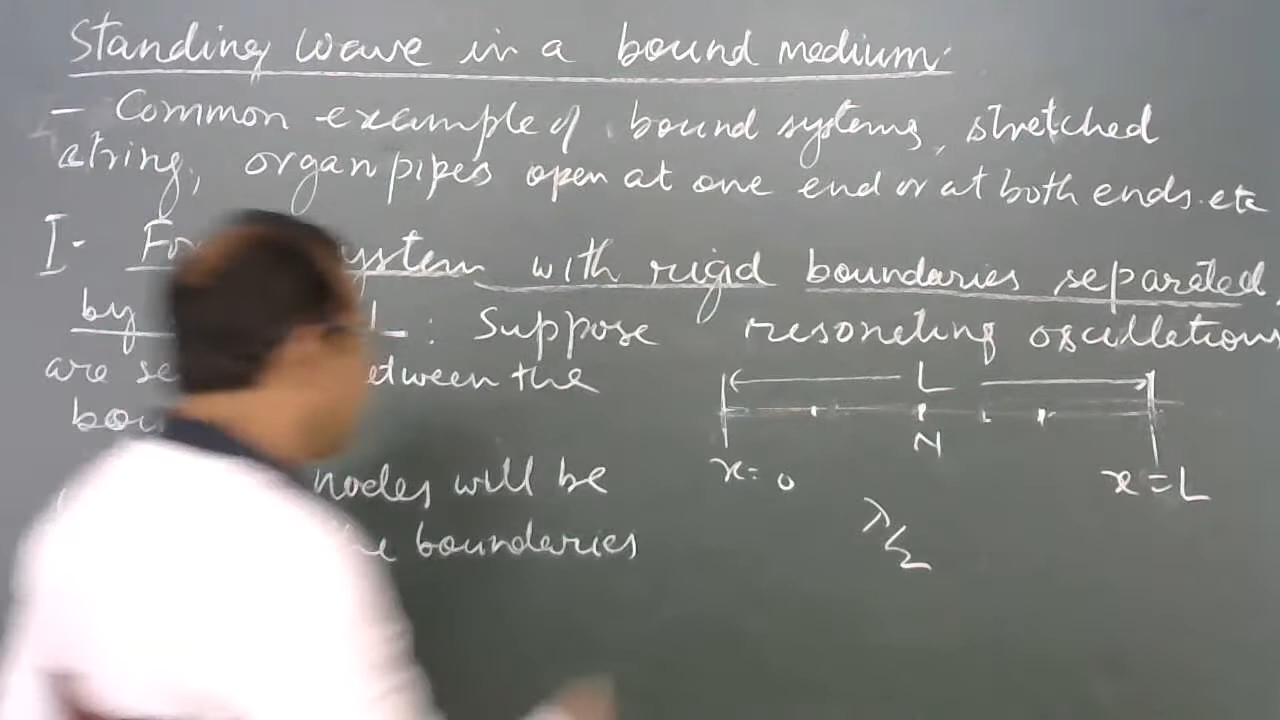 Standing wave in a bound medium.
- Common example of bound systems, stretched
string, organ pipes open at one end or at both ends etc
I. system with rigid boundaries separated
by : Suppose resonating oscillations
are between the
L
N
x = 0
x = L
nodes will be
boundaries
λ/2